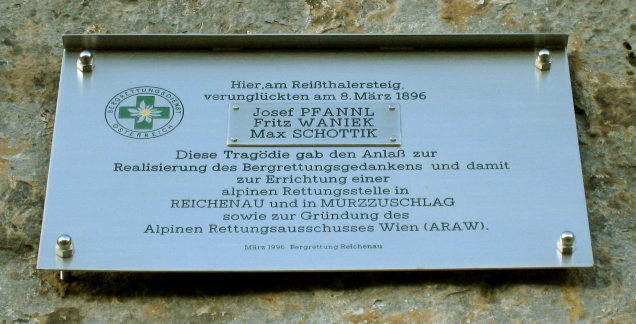 BERGRETTUNGSDIENST
ÖSTERREICH
Hier, am Reißthalersteig,
verunglückten am 8. März 1896
Josef PFANNL
Fritz WANIEK
Max SCHOTTIK
Diese Tragödie gab den Anlaß zur
Realisierung des Bergrettungsgedankens und damit
zur Errichtung einer
alpinen Rettungsstelle in
REICHENAU und in MÜRZZUSCHLAG
sowie zur Gründung des
Alpinen Rettungsausschusses Wien (ARAW).
März 1996 Bergrettung Reichenau